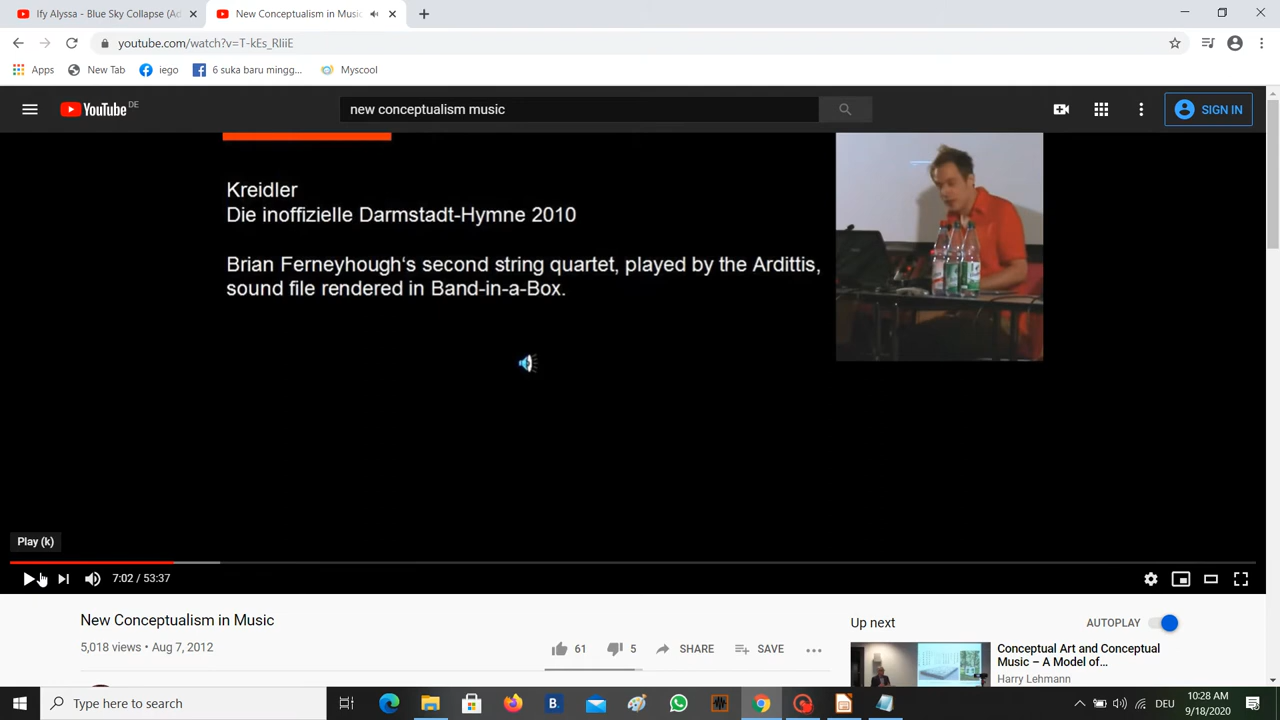 Ify Alyssa - Blue Sky Collapse (Ad
New Conceptualism in Music
youtube.com/watch?v=T-kEs_RIiiE
Apps
New Tab
iego
6 suka baru mingg...
Myscool
YouTube DE
new conceptualism music
SIGN IN
Kreidler
Die inoffizielle Darmstadt-Hymne 2010
Brian Ferneyhough's second string quartet, played by the Ardittis,
sound file rendered in Band-in-a-Box.
Play (k)
7:02 / 53:37
New Conceptualism in Music
5,018 views • Aug 7, 2012
61
5
SHARE
SAVE
Up next
AUTOPLAY
Conceptual Art and Conceptual
Music – A Model of...
Harry Lehmann
Type here to search
DEU
10:28 AM
9/18/2020